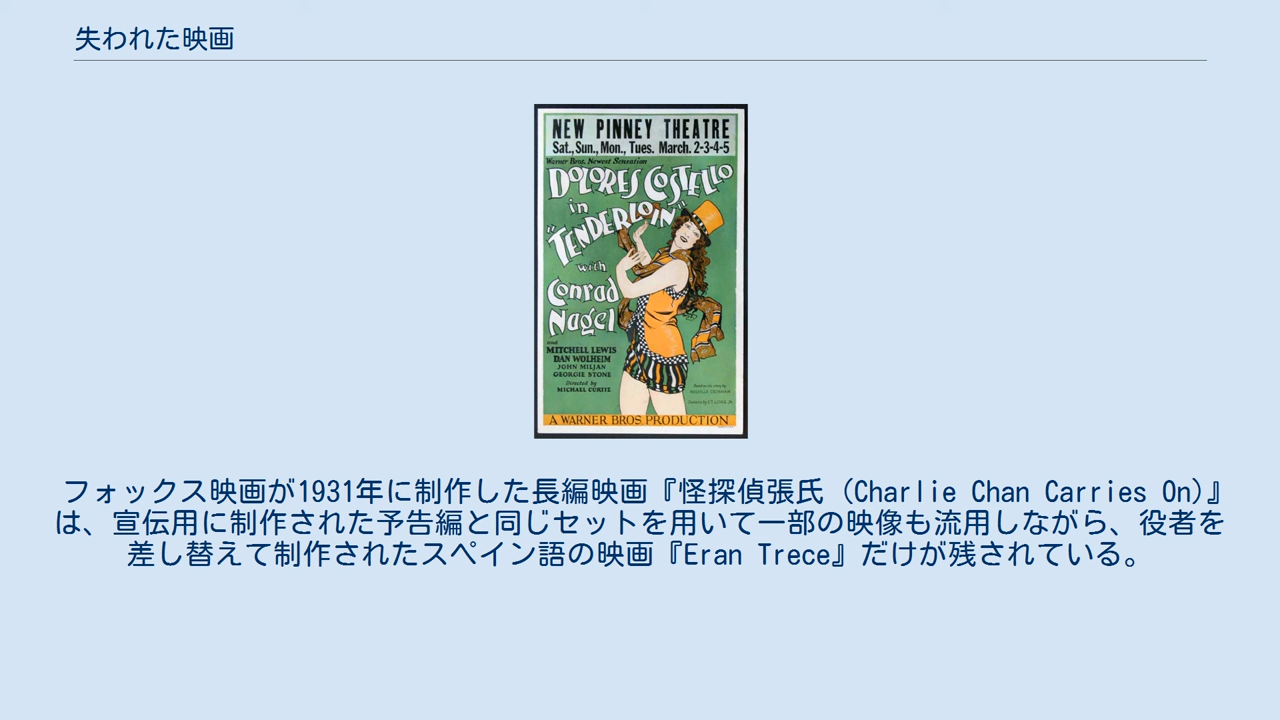 失われた映画
NEW PINNEY THEATRE
Sat., Sun., Mon., Tues. March. 2-3-4-5
Warner Bros. Newest Sensation
DOLORES COSTELLO
in
"TENDERLOIN"
with
Conrad
Nagel
and
MITCHELL LEWIS
DAN WOLHEIM
JOHN MILJAN
GEORGIE STONE
Directed by
MICHAEL CURTIZ
A WARNER BROS PRODUCTION
フォックス映画が1931年に制作した長編映画『怪探偵張氏 (Charlie Chan Carries On)』
は、宣伝用に制作された予告編と同じセットを用いて一部の映像も流用しながら、役者を
差し替えて制作されたスペイン語の映画『Eran Trece』だけが残されている。